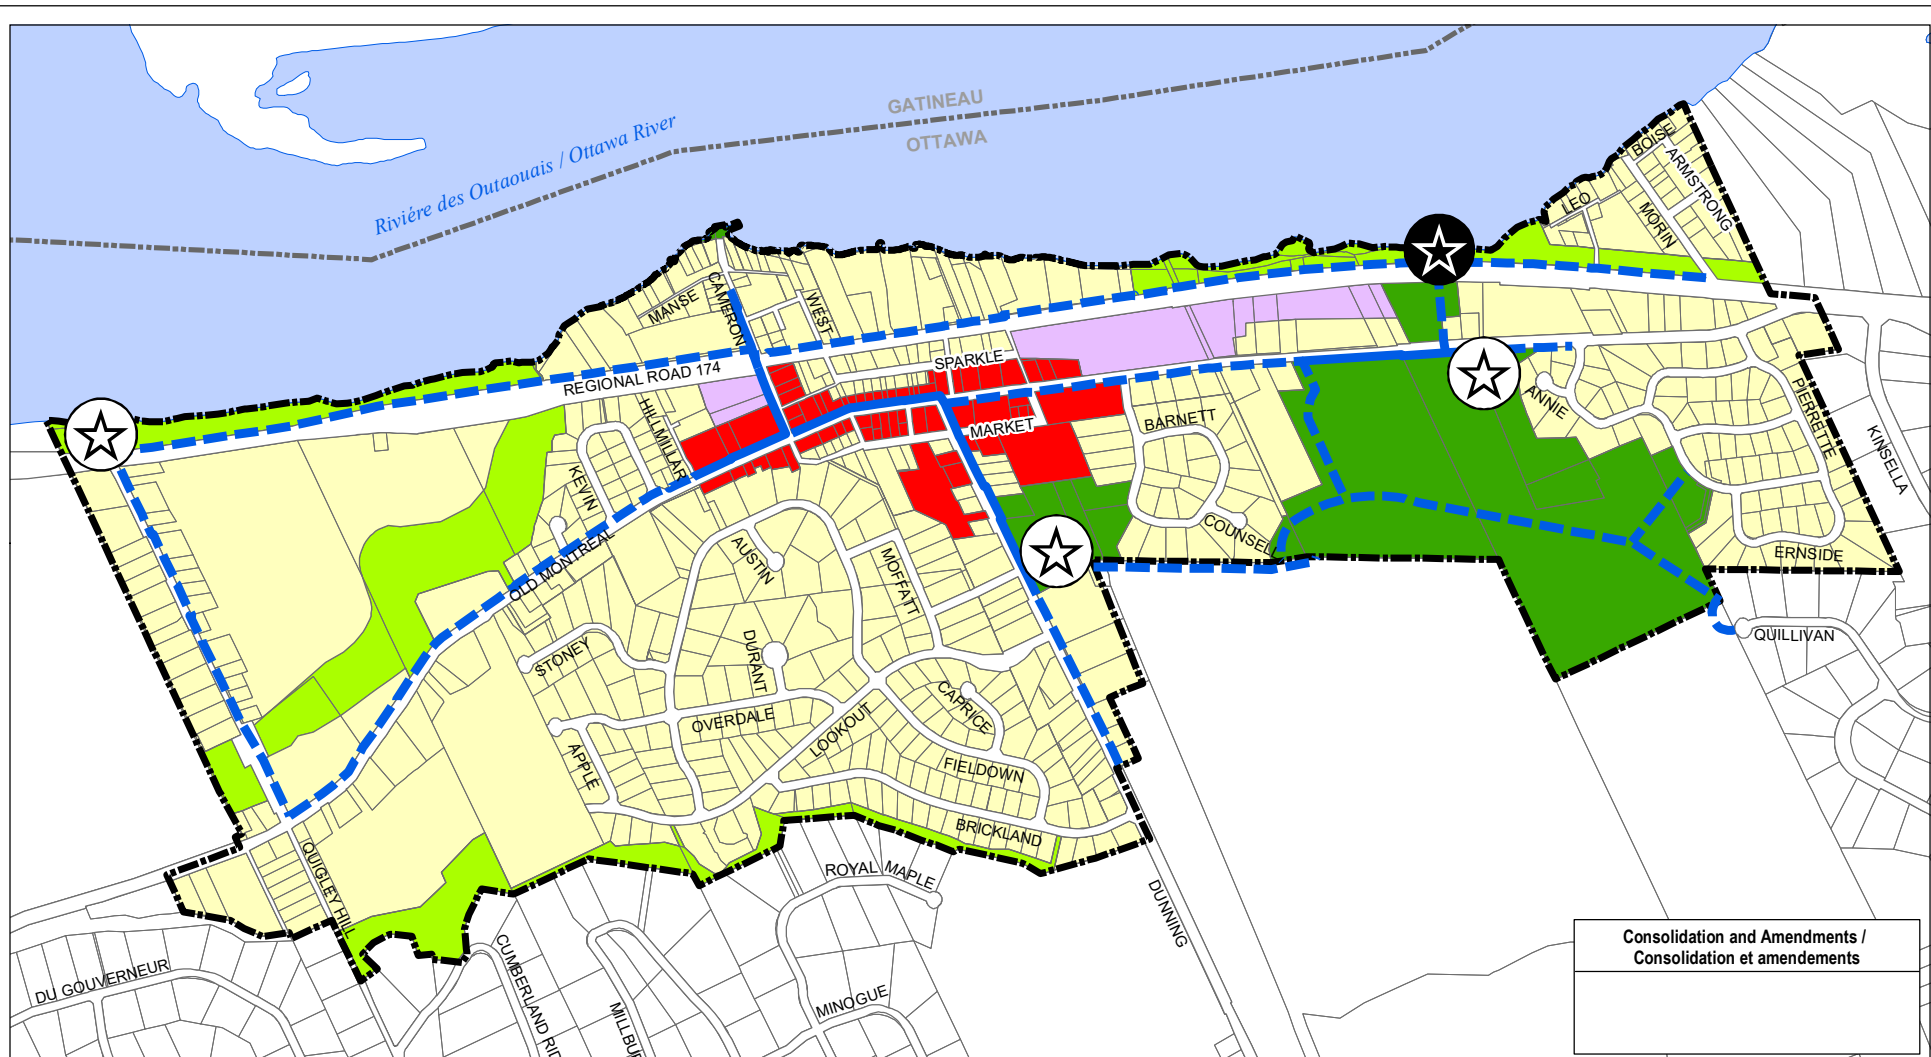 GATINEAU
OTTAWA
Riviére des Outaouais / Ottawa River
BOISE
ARMSTRONG
LEO
MORIN
CAMERON
MANSE
WEST
SPARKLE
REGIONAL ROAD 174
HILLMILLAR
MARKET
BARNETT
ANNIE
PIERRETTE
KINSELLA
KEVIN
COUNSEL
ERNSIDE
OLD MONTREAL
AUSTIN
MOFFATT
STONEY
DURANT
QUILLIVAN
CAPRICE
OVERDALE
LOOKOUT
APPLE
FIELDOWN
BRICKLAND
QUIGLEY HILL
ROYAL MAPLE
DUNNING
Consolidation and Amendments /
Consolidation et amendements
DU GOUVERNEUR
CUMBERLAND RID
MILLBU
MINOGUE